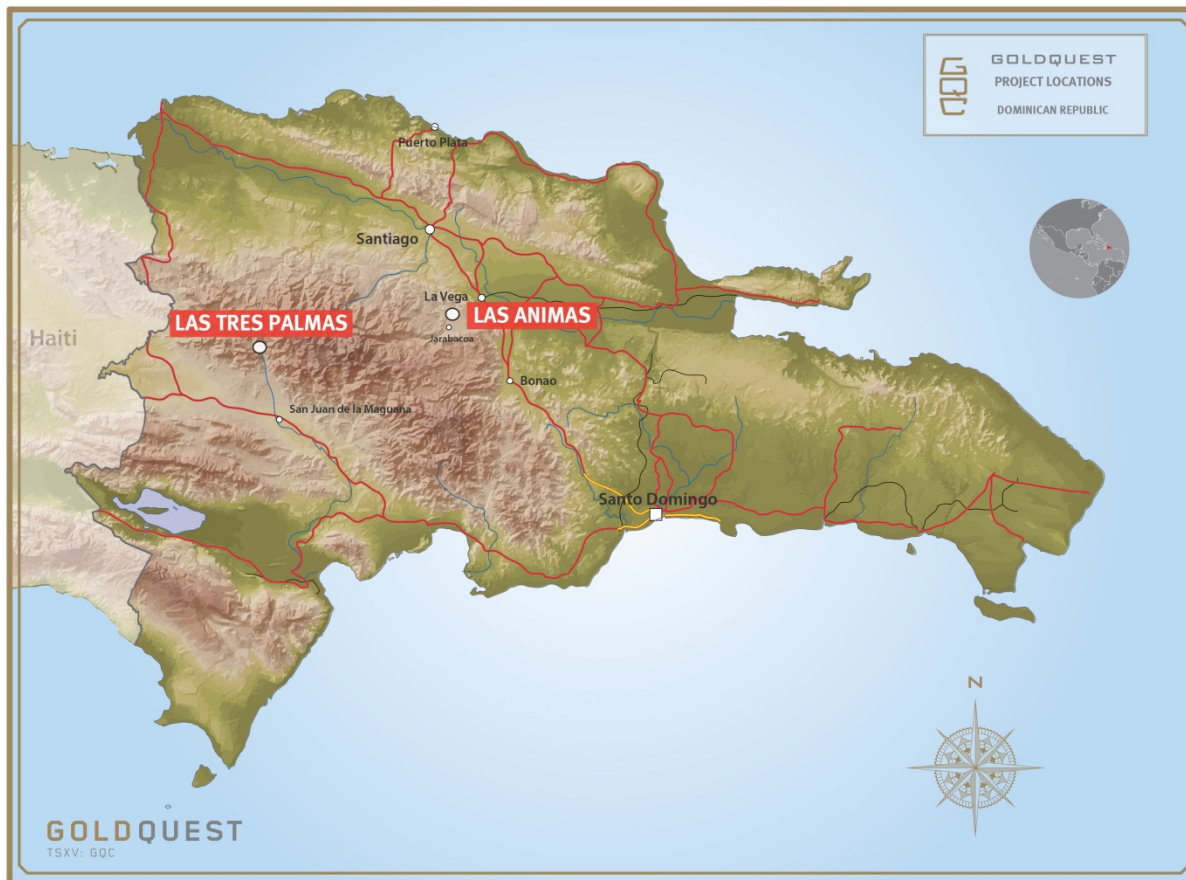 GQC
GOLDQUEST
PROJECT LOCATIONS
DOMINICAN REPUBLIC
Puerto Plata
Santiago
La Vega
LAS ANIMAS
LAS TRES PALMAS
Jarabacoa
Haiti
Bonao
San Juan de la Maguana
Santo Domingo
N
GOLDQUEST
TSXV: GQC